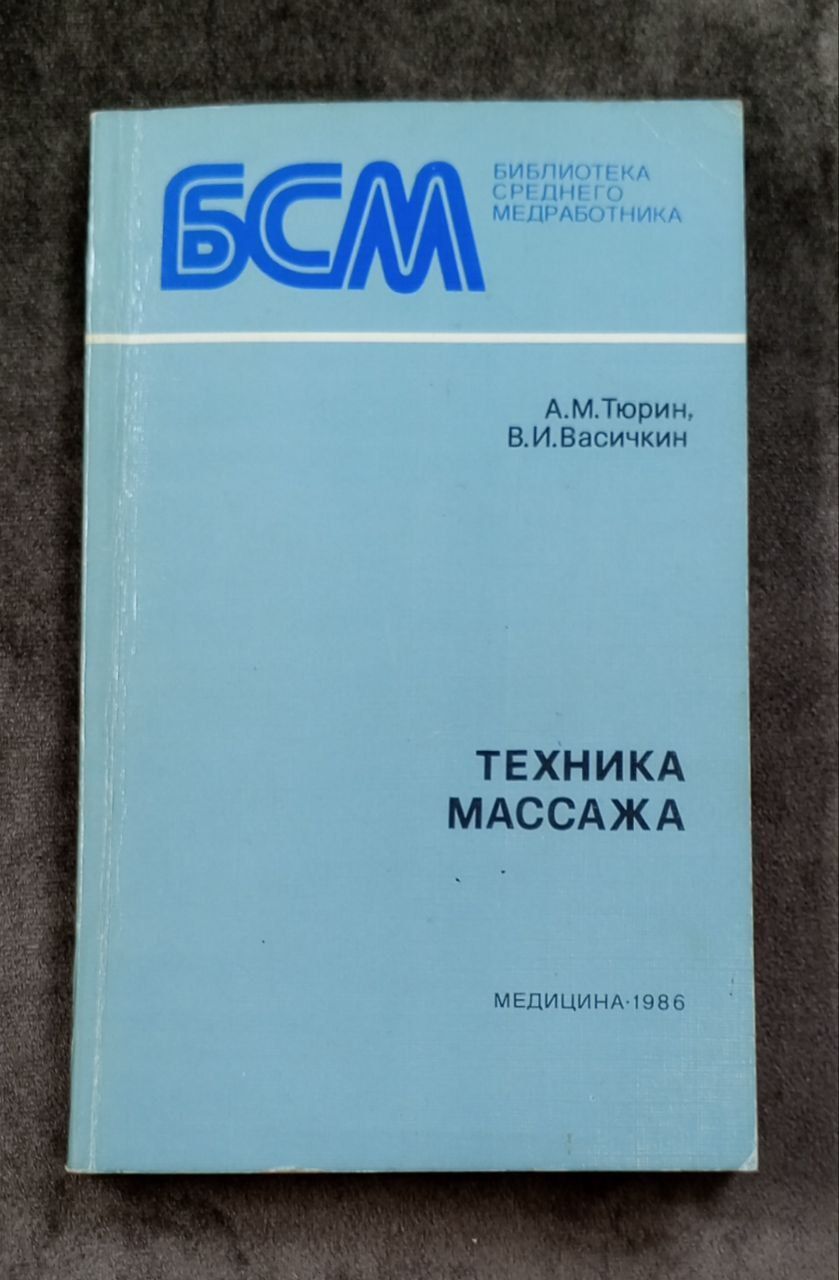 БСМ
БИБЛИОТЕКА
СРЕДНЕГО
МЕДРАБОТНИКА
А.М.Тюрин,
В.И.Васичкин
ТЕХНИКА
МАССАЖА
МЕДИЦИНА·1986